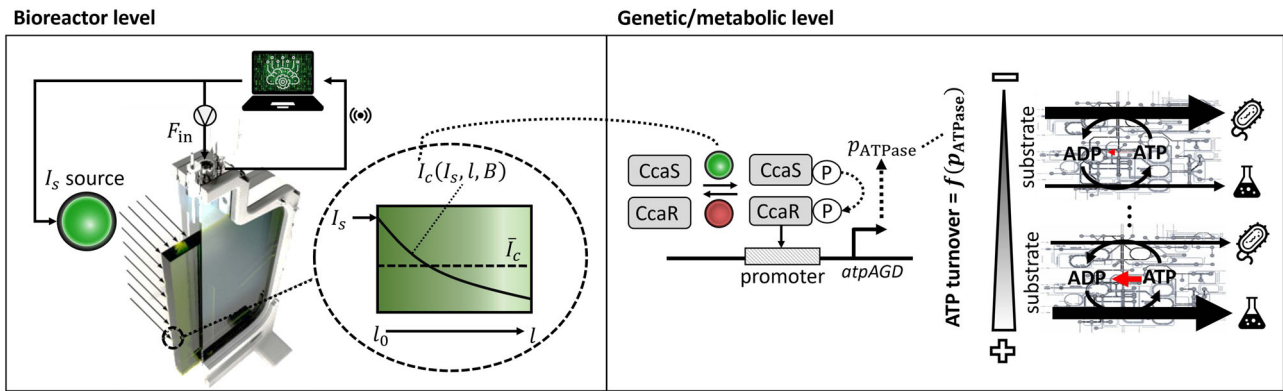 Bioreactor level
Genetic/metabolic level
F_in
I_s source
I_c(I_s, l, B)
I_s
Ī_c
l_0
l
CcaS
CcaS
P
CcaR
CcaR
P
promoter
atpAGD
p_ATPase
ATP turnover = f(p_ATPase)
substrate
ADP
ATP
substrate
ADP
ATP